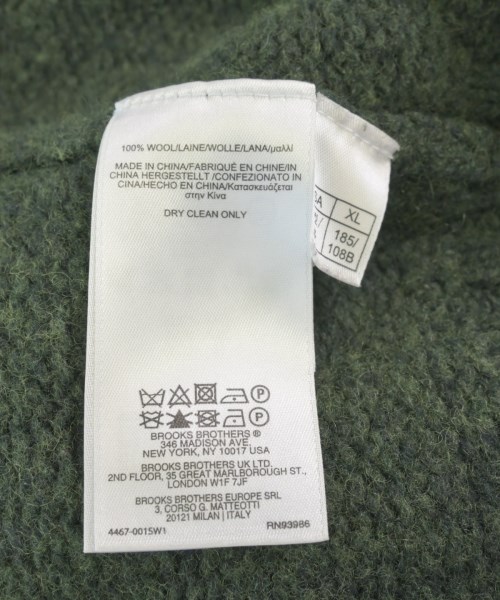 100% WOOL/LAINE/WOLLE/LANA/μαλλί
MADE IN CHINA/FABRIQUÉ EN CHINE/IN
CHINA HERGESTELLT /CONFEZIONATO IN
CINA/HECHO EN CHINA/Κατασκευάζεται
στην Κίνα
DRY CLEAN ONLY
XL
185/
108B
P
P
BROOKS BROTHERS ®
346 MADISON AVE.
NEW YORK, NY 10017 USA
BROOKS BROTHERS UK LTD.
2ND FLOOR, 35 GREAT MARLBOROUGH ST.,
LONDON W1F 7JF
BROOKS BROTHERS EUROPE SRL
3, CORSO G. MATTEOTTI
20121 MILAN | ITALY
4467-0015W1 RN93986